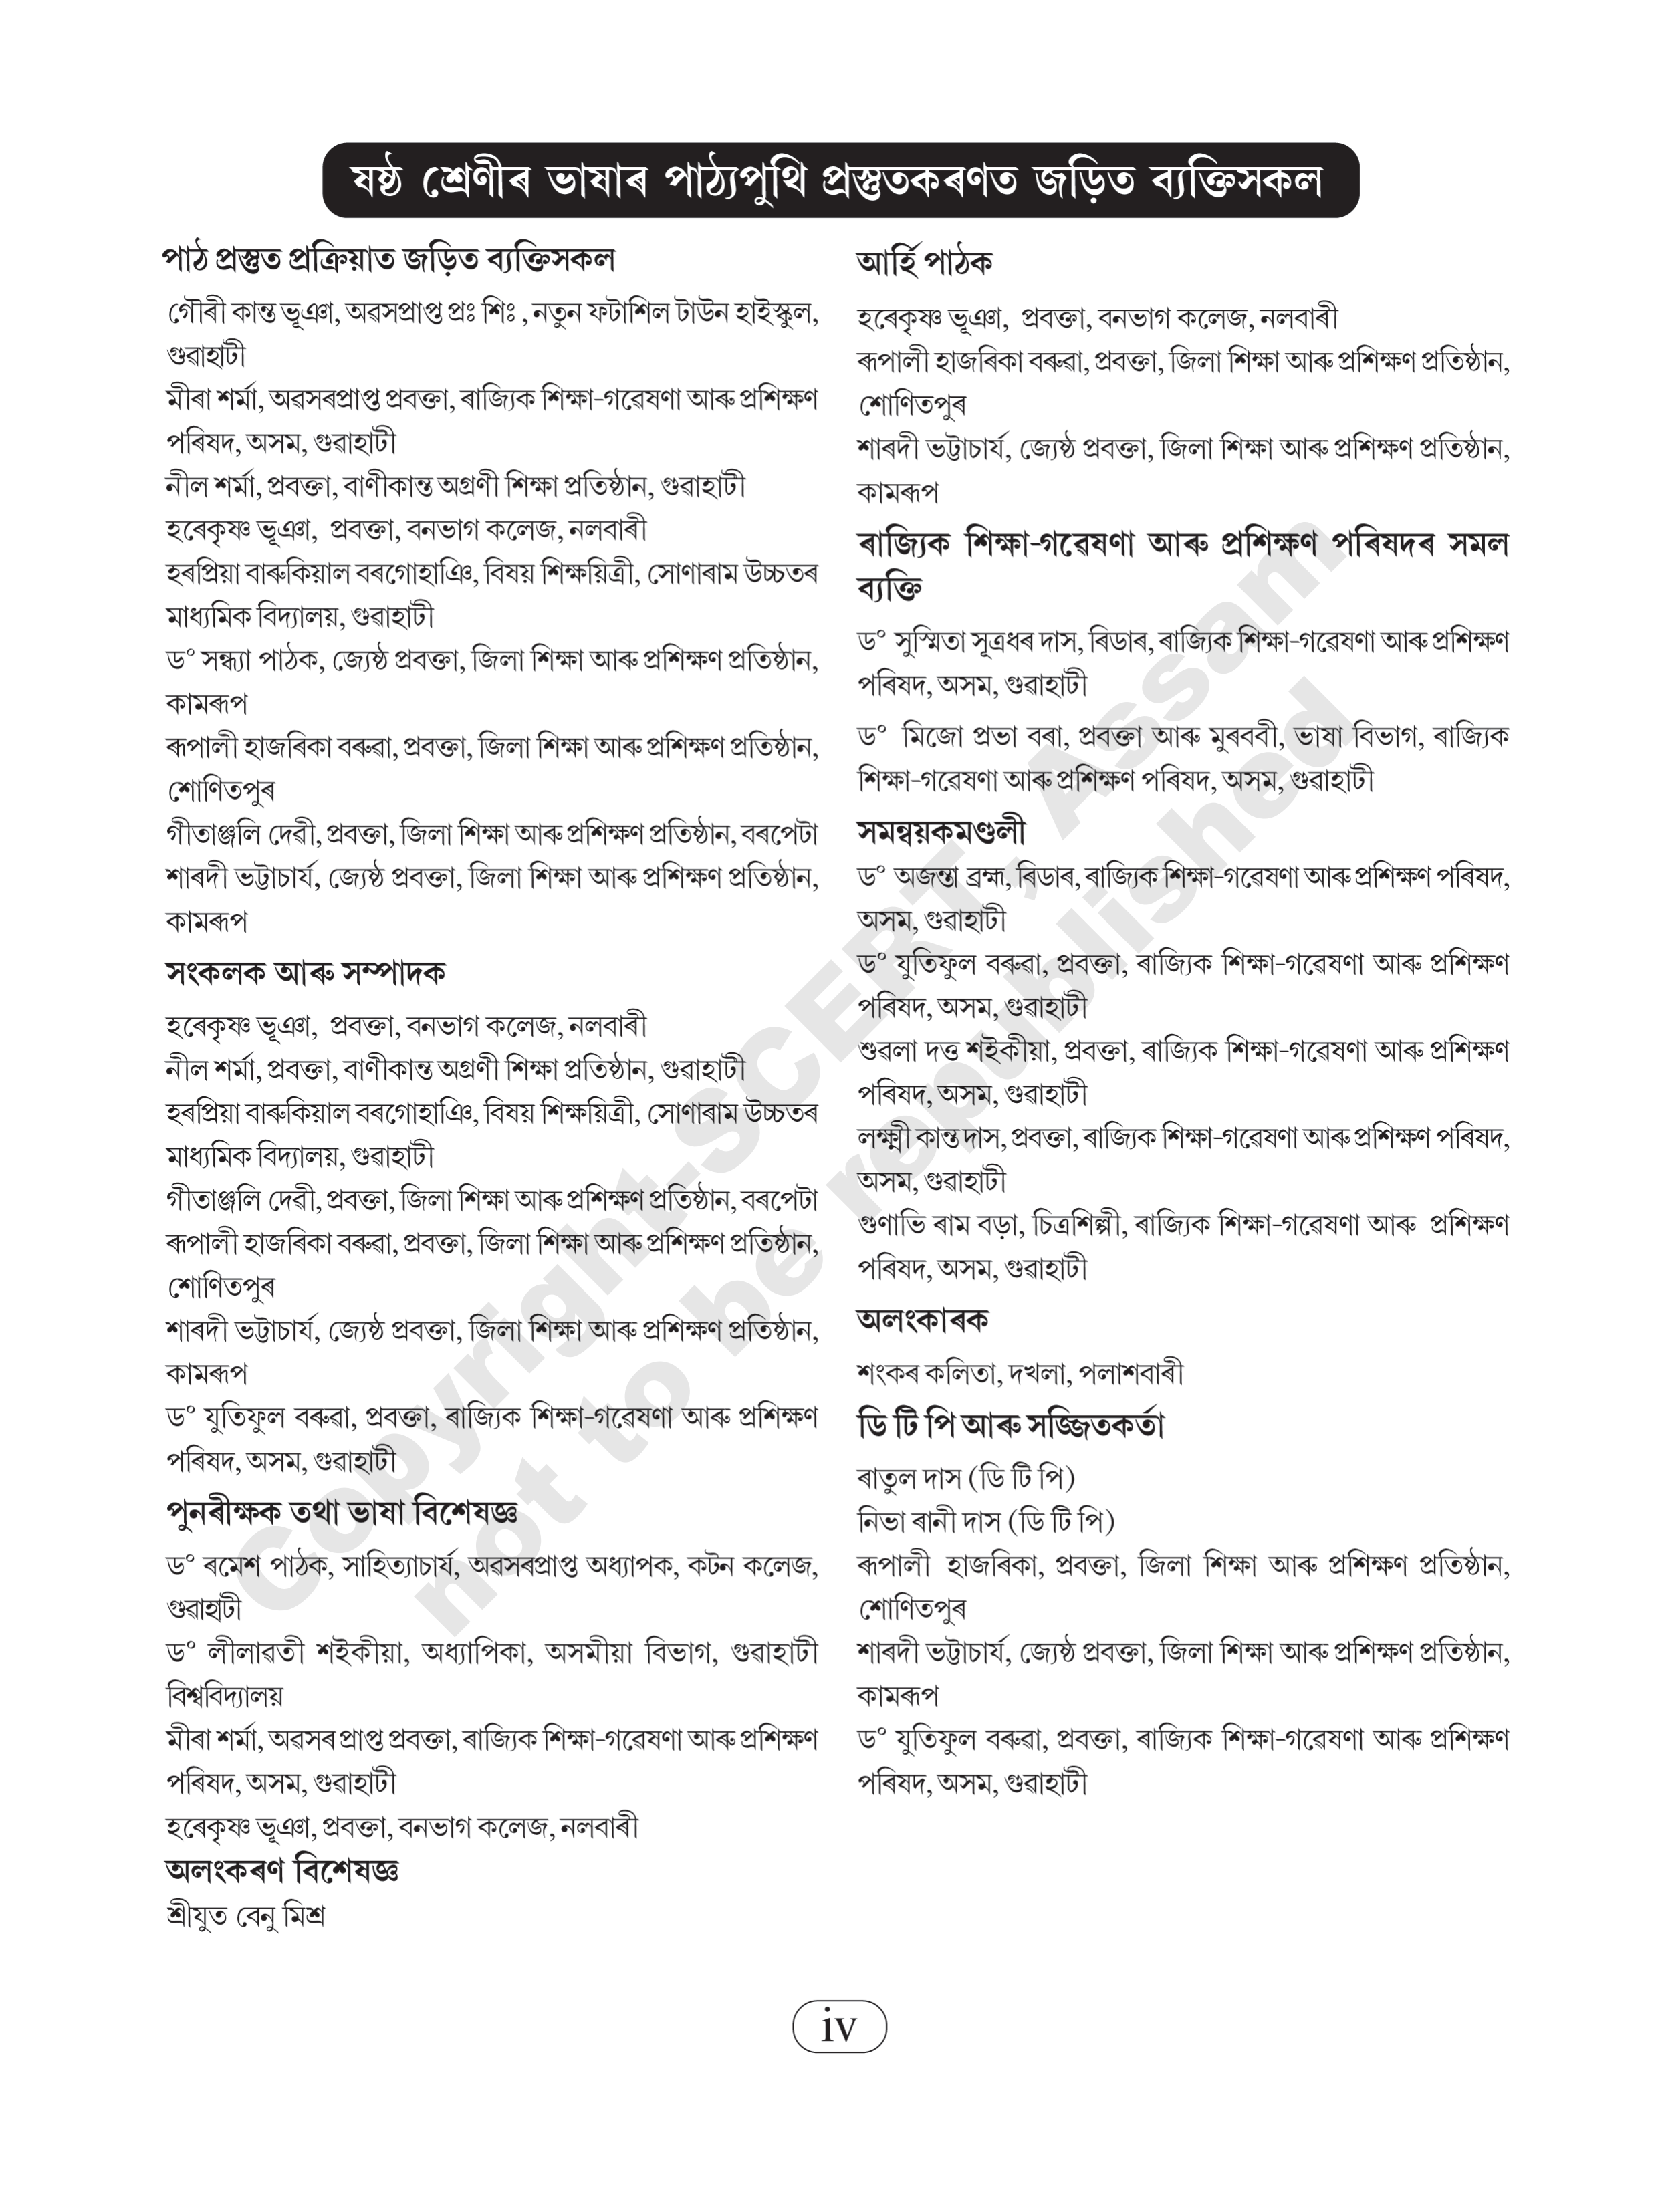 ষষ্ঠ শ্ৰেণীৰ ভাষাৰ পাঠ্যপুথি প্ৰস্তুতকৰণত জড়িত ব্যক্তিসকল
পাঠ প্ৰস্তুত প্ৰক্ৰিয়াত জড়িত ব্যক্তিসকল
গৌৰী কান্ত ভূঞা, অৱসপ্ৰাপ্ত প্ৰঃ শিঃ , নতুন ফটাশিল টাউন হাইস্কুল,
গুৱাহাটী
মীৰা শৰ্মা, অৱসৰপ্ৰাপ্ত প্ৰবক্তা, ৰাজ্যিক শিক্ষা-গৱেষণা আৰু প্ৰশিক্ষণ
পৰিষদ, অসম, গুৱাহাটী
নীল শৰ্মা, প্ৰবক্তা, বাণীকান্ত অগ্ৰণী শিক্ষা প্ৰতিষ্ঠান, গুৱাহাটী
হৰেকৃষ্ণ ভূঞা, প্ৰবক্তা, বনভাগ কলেজ, নলবাৰী
হৰপ্ৰিয়া বাৰুকিয়াল বৰগোহাঞি, বিষয় শিক্ষয়িত্ৰী, সোণাৰাম উচ্চতৰ
মাধ্যমিক বিদ্যালয়, গুৱাহাটী
ড° সন্ধ্যা পাঠক, জ্যেষ্ঠ প্ৰবক্তা, জিলা শিক্ষা আৰু প্ৰশিক্ষণ প্ৰতিষ্ঠান,
কামৰূপ
ৰূপালী হাজৰিকা বৰুৱা, প্ৰবক্তা, জিলা শিক্ষা আৰু প্ৰশিক্ষণ প্ৰতিষ্ঠান,
শোণিতপুৰ
গীতাঞ্জলি দেৱী, প্ৰবক্তা, জিলা শিক্ষা আৰু প্ৰশিক্ষণ প্ৰতিষ্ঠান, বৰপেটা
শাৰদী ভট্টাচাৰ্য, জ্যেষ্ঠ প্ৰবক্তা, জিলা শিক্ষা আৰু প্ৰশিক্ষণ প্ৰতিষ্ঠান,
কামৰূপ
সংকলক আৰু সম্পাদক
হৰেকৃষ্ণ ভূঞা, প্ৰবক্তা, বনভাগ কলেজ, নলবাৰী
নীল শৰ্মা, প্ৰবক্তা, বাণীকান্ত অগ্ৰণী শিক্ষা প্ৰতিষ্ঠান, গুৱাহাটী
হৰপ্ৰিয়া বাৰুকিয়াল বৰগোহাঞি, বিষয় শিক্ষয়িত্ৰী, সোণাৰাম উচ্চতৰ
মাধ্যমিক বিদ্যালয়, গুৱাহাটী
গীতাঞ্জলি দেৱী, প্ৰবক্তা, জিলা শিক্ষা আৰু প্ৰশিক্ষণ প্ৰতিষ্ঠান, বৰপেটা
ৰূপালী হাজৰিকা বৰুৱা, প্ৰবক্তা, জিলা শিক্ষা আৰু প্ৰশিক্ষণ প্ৰতিষ্ঠান,
শোণিতপুৰ
শাৰদী ভট্টাচাৰ্য, জ্যেষ্ঠ প্ৰবক্তা, জিলা শিক্ষা আৰু প্ৰশিক্ষণ প্ৰতিষ্ঠান,
কামৰূপ
ড° যুতিফুল বৰুৱা, প্ৰবক্তা, ৰাজ্যিক শিক্ষা-গৱেষণা আৰু প্ৰশিক্ষণ
পৰিষদ, অসম, গুৱাহাটী
পুনৰীক্ষক তথা ভাষা বিশেষজ্ঞ
ড° ৰমেশ পাঠক, সাহিত্যাচাৰ্য, অৱসৰপ্ৰাপ্ত অধ্যাপক, কটন কলেজ,
গুৱাহাটী
ড° লীলাৱতী শইকীয়া, অধ্যাপিকা, অসমীয়া বিভাগ, গুৱাহাটী
বিশ্ববিদ্যালয়
মীৰা শৰ্মা, অৱসৰ প্ৰাপ্ত প্ৰবক্তা, ৰাজ্যিক শিক্ষা-গৱেষণা আৰু প্ৰশিক্ষণ
পৰিষদ, অসম, গুৱাহাটী
হৰেকৃষ্ণ ভূঞা, প্ৰবক্তা, বনভাগ কলেজ, নলবাৰী
অলংকৰণ বিশেষজ্ঞ
শ্ৰীযুত বেনু মিশ্ৰ
আৰ্হি পাঠক
হৰেকৃষ্ণ ভূঞা, প্ৰবক্তা, বনভাগ কলেজ, নলবাৰী
ৰূপালী হাজৰিকা বৰুৱা, প্ৰবক্তা, জিলা শিক্ষা আৰু প্ৰশিক্ষণ প্ৰতিষ্ঠান,
শোণিতপুৰ
শাৰদী ভট্টাচাৰ্য, জ্যেষ্ঠ প্ৰবক্তা, জিলা শিক্ষা আৰু প্ৰশিক্ষণ প্ৰতিষ্ঠান,
কামৰূপ
ৰাজ্যিক শিক্ষা-গৱেষণা আৰু প্ৰশিক্ষণ পৰিষদৰ সমল
ব্যক্তি
ড° সুস্মিতা সূত্ৰধৰ দাস, ৰিডাৰ, ৰাজ্যিক শিক্ষা-গৱেষণা আৰু প্ৰশিক্ষণ
পৰিষদ, অসম, গুৱাহাটী
ড° মিজো প্ৰভা বৰা, প্ৰবক্তা আৰু মুৰববী, ভাষা বিভাগ, ৰাজ্যিক
শিক্ষা-গৱেষণা আৰু প্ৰশিক্ষণ পৰিষদ, অসম, গুৱাহাটী
সমন্বয়কমণ্ডলী
ড° অজন্তা ব্ৰহ্ম, ৰিডাৰ, ৰাজ্যিক শিক্ষা-গৱেষণা আৰু প্ৰশিক্ষণ পৰিষদ,
অসম, গুৱাহাটী
ড° যুতিফুল বৰুৱা, প্ৰবক্তা, ৰাজ্যিক শিক্ষা-গৱেষণা আৰু প্ৰশিক্ষণ
পৰিষদ, অসম, গুৱাহাটী
শুৱলা দত্ত শইকীয়া, প্ৰবক্তা, ৰাজ্যিক শিক্ষা-গৱেষণা আৰু প্ৰশিক্ষণ
পৰিষদ, অসম, গুৱাহাটী
লক্ষ্মী কান্ত দাস, প্ৰবক্তা, ৰাজ্যিক শিক্ষা-গৱেষণা আৰু প্ৰশিক্ষণ পৰিষদ,
অসম, গুৱাহাটী
গুণাভি ৰাম বড়া, চিত্ৰশিল্পী, ৰাজ্যিক শিক্ষা-গৱেষণা আৰু প্ৰশিক্ষণ
পৰিষদ, অসম, গুৱাহাটী
অলংকাৰক
শংকৰ কলিতা, দখলা, পলাশবাৰী
ডি টি পি আৰু সজ্জিতকৰ্তা
ৰাতুল দাস (ডি টি পি)
নিভা ৰানী দাস (ডি টি পি)
ৰূপালী হাজৰিকা, প্ৰবক্তা, জিলা শিক্ষা আৰু প্ৰশিক্ষণ প্ৰতিষ্ঠান,
শোণিতপুৰ
শাৰদী ভট্টাচাৰ্য, জ্যেষ্ঠ প্ৰবক্তা, জিলা শিক্ষা আৰু প্ৰশিক্ষণ প্ৰতিষ্ঠান,
কামৰূপ
ড° যুতিফুল বৰুৱা, প্ৰবক্তা, ৰাজ্যিক শিক্ষা-গৱেষণা আৰু প্ৰশিক্ষণ
পৰিষদ, অসম, গুৱাহাটী
Copyright-SCERT, Assam
not to be republished
iv